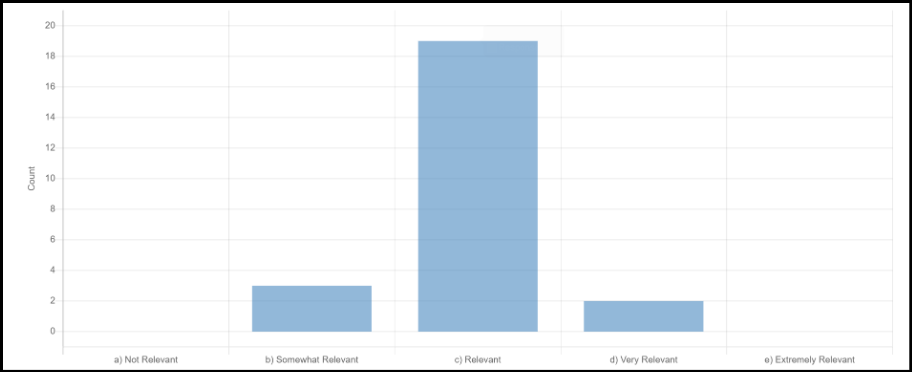 20
18
16
14
12
10
8
6
4
2
0
Count
a) Not Relevant
b) Somewhat Relevant
c) Relevant
d) Very Relevant
e) Extremely Relevant